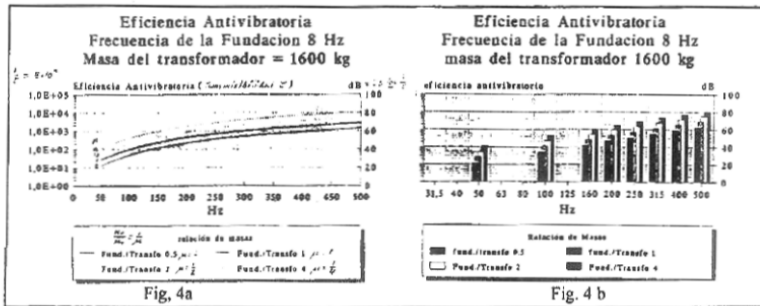 Eficiencia Antivibratoria
Frecuencia de la Fundacion 8 Hz
Masa del transformador = 1600 kg
Eficiencia Antivibratoria
dB
1,0E+05
1,0E+04
1,0E+03
1,0E+02
1,0E+01
1,0E+00
100
80
60
40
20
0
0 50 100 150 200 250 300 350 400 450 500
Hz
relación de masas
Fund./Transfo 0.5
Fund./Transfo 1
Fund./Transfo 2
Fund./Transfo 4
Fig, 4a
Eficiencia Antivibratoria
Frecuencia de la Fundacion 8 Hz
masa del transformador 1600 kg
eficiencia antivibratoria
dB
100
80
60
40
20
0
31,5 40 50 63 80 100 125 160 200 250 315 400 500
Hz
Relación de Masas
Fund./Transfo 0.5
Fund./Transfo 1
Fund./Transfo 2
Fund./Transfo 4
Fig. 4 b